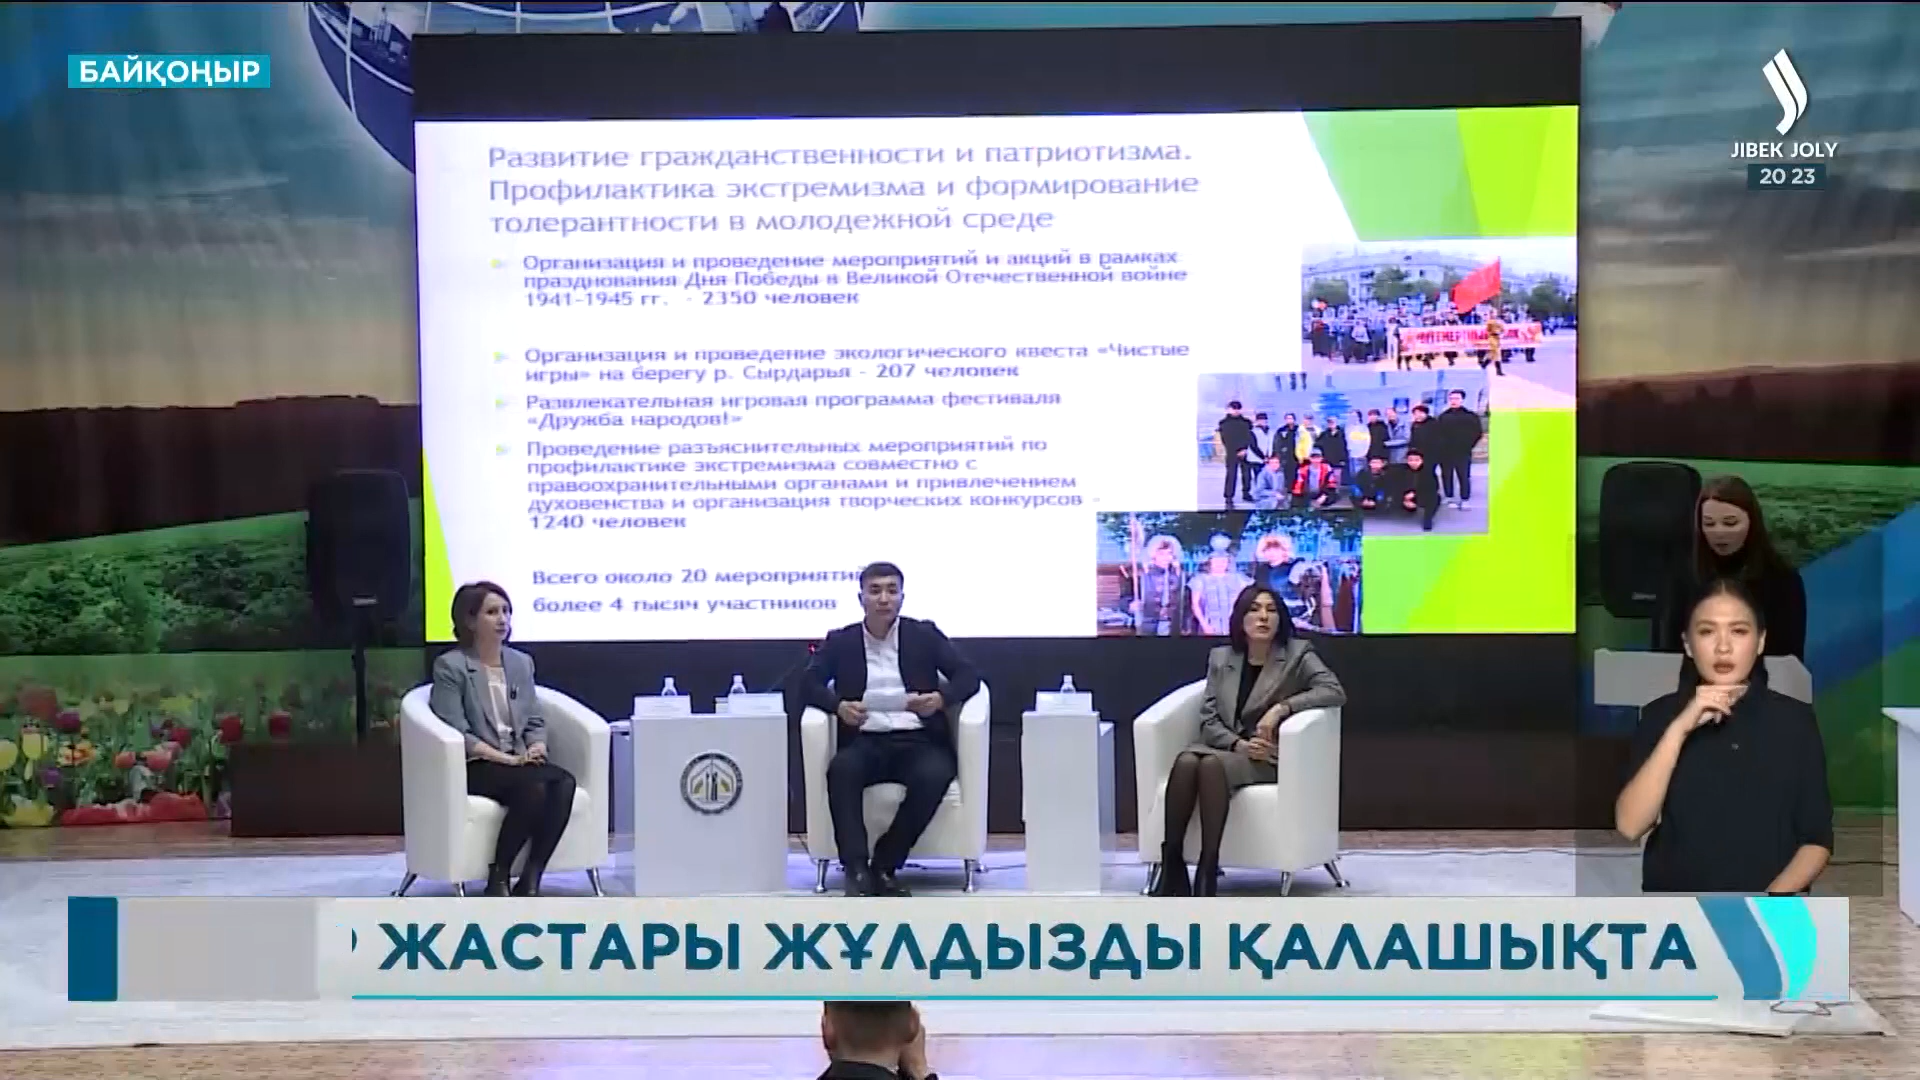 БАЙҚОҢЫР
JIBEK JOLY
20 23
Развитие гражданственности и патриотизма.
Профилактика экстремизма и формирование
толерантности в молодежной среде
Организация и проведение мероприятий и акций в рамках
празднования Дня Победы в Великой Отечественной войне
1941-1945 гг. - 2350 человек
Организация и проведение экологического квеста «Чистые
игры» на берегу р. Сырдарья - 207 человек
Развлекательная игровая программа фестиваля
«Дружба народов!»
Проведение разъяснительных мероприятий по
профилактике экстремизма совместно с
правоохранительными органами и привлечением
духовенства и организация творческих конкурсов -
1240 человек
Всего около 20 мероприятий
более 4 тысяч участников
ЖАСТАРЫ ЖҰЛДЫЗДЫ ҚАЛАШЫҚТА